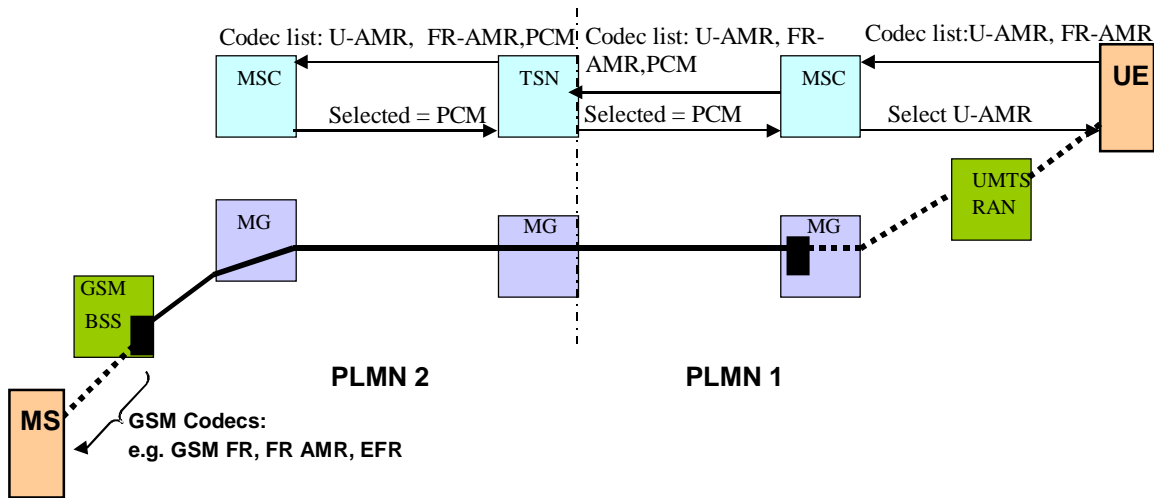 Codec list: U-AMR, FR-AMR,PCM
Codec list: U-AMR, FR-
AMR,PCM
Codec list:U-AMR, FR-AMR
MSC
TSN
MSC
UE
Selected = PCM
Selected = PCM
Select U-AMR
UMTS
RAN
MG
MG
MG
GSM
BSS
PLMN 2
PLMN 1
MS
GSM Codecs:
e.g. GSM FR, FR AMR, EFR